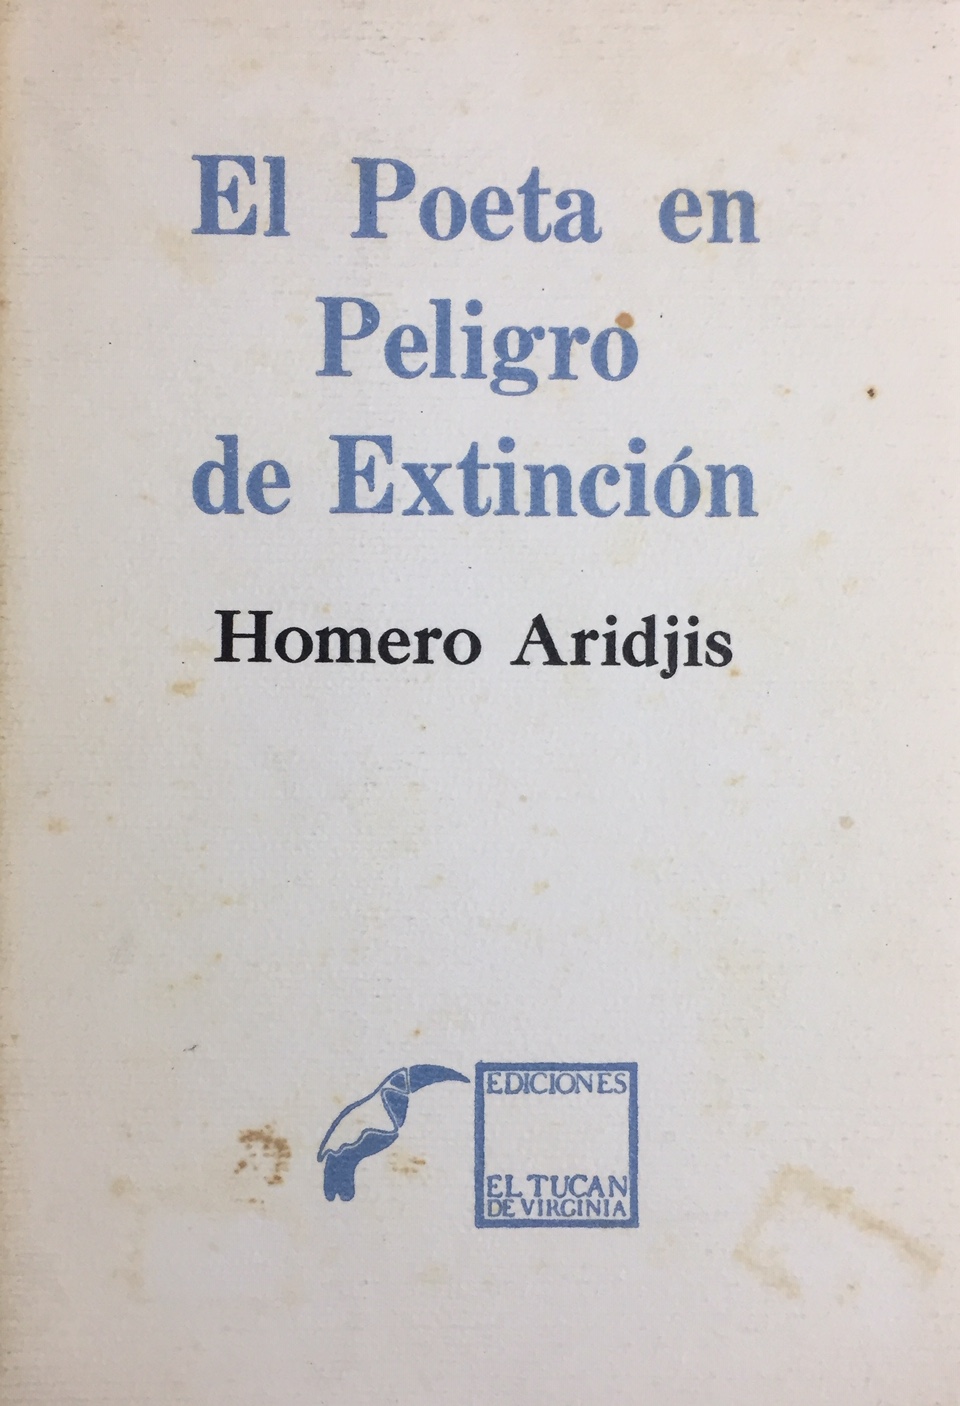 El Poeta en
Peligro
de Extinción
Homero Aridjis
EDICIONES
EL TUCAN
DE VIRGINIA